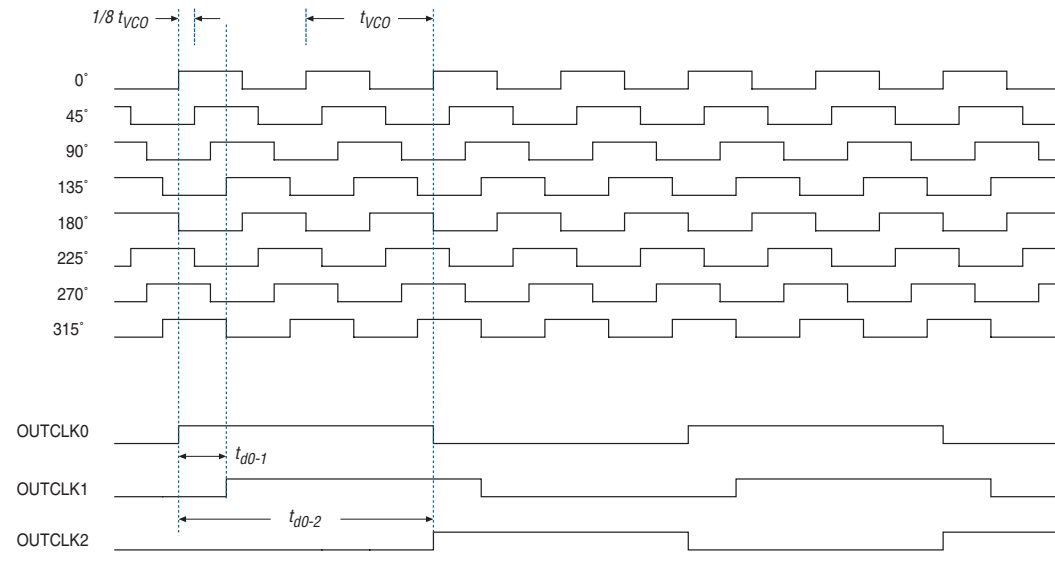 1/8 tVCO
tVCO
0˚
45˚
90˚
135˚
180˚
225˚
270˚
315˚
OUTCLK0
td0-1
OUTCLK1
td0-2
OUTCLK2